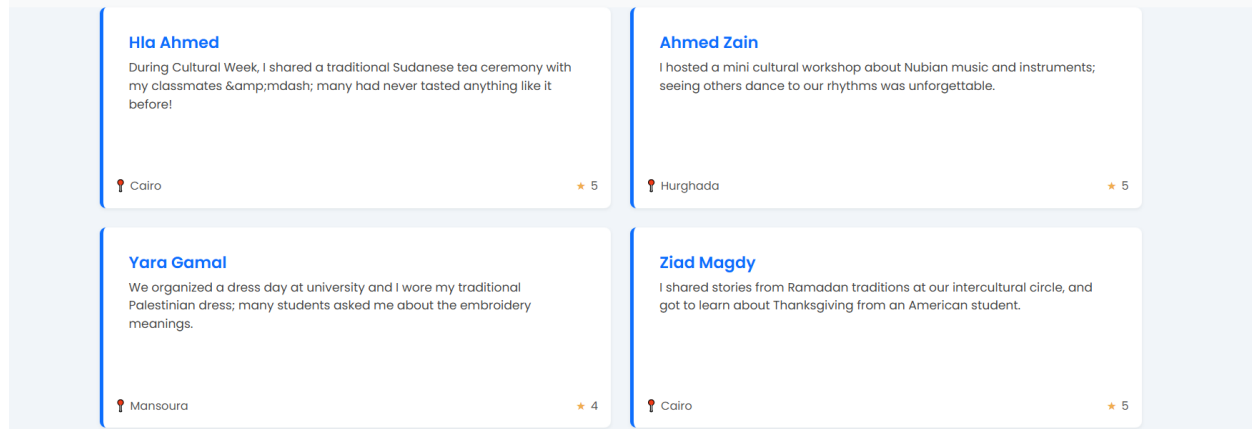 Hla Ahmed
During Cultural Week, I shared a traditional Sudanese tea ceremony with
my classmates &amp;mdash; many had never tasted anything like it
before!
Cairo
★ 5
Ahmed Zain
I hosted a mini cultural workshop about Nubian music and instruments;
seeing others dance to our rhythms was unforgettable.
Hurghada
★ 5
Yara Gamal
We organized a dress day at university and I wore my traditional
Palestinian dress; many students asked me about the embroidery
meanings.
Mansoura
★ 4
Ziad Magdy
I shared stories from Ramadan traditions at our intercultural circle, and
got to learn about Thanksgiving from an American student.
Cairo
★ 5